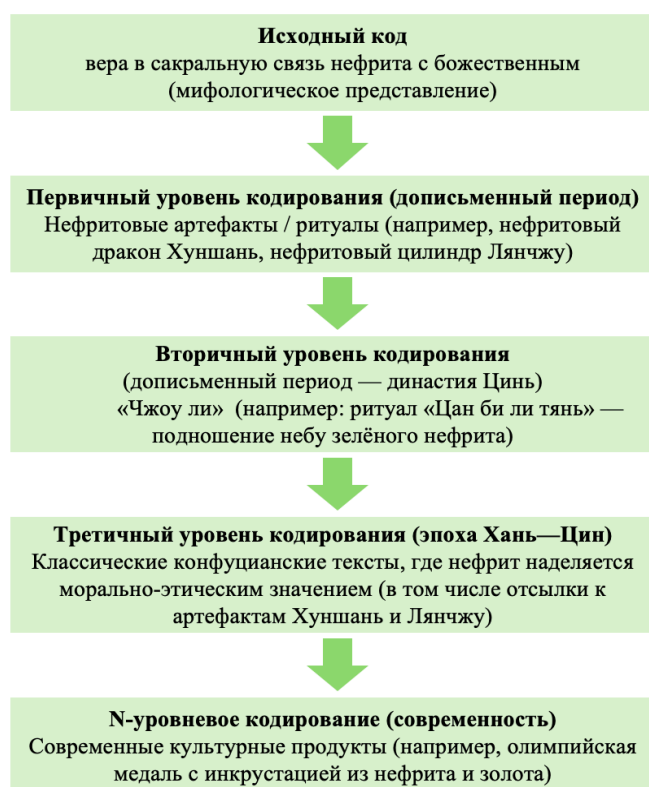 Исходный код
вера в сакральную связь нефрита с божественным
(мифологическое представление)
Первичный уровень кодирования (дописьменный период)
Нефритовые артефакты / ритуалы (например, нефритовый
дракон Хуншань, нефритовый цилиндр Лянчжу)
Вторичный уровень кодирования
(дописьменный период — династия Цинь)
«Чжоу ли» (например: ритуал «Цан би ли тянь» —
подношение небу зелёного нефрита)
Третичный уровень кодирования (эпоха Хань—Цин)
Классические конфуцианские тексты, где нефрит наделяется
морально-этическим значением (в том числе отсылки к
артефактам Хуншань и Лянчжу)
N-уровневое кодирование (современность)
Современные культурные продукты (например, олимпийская
медаль с инкрустацией из нефрита и золота)